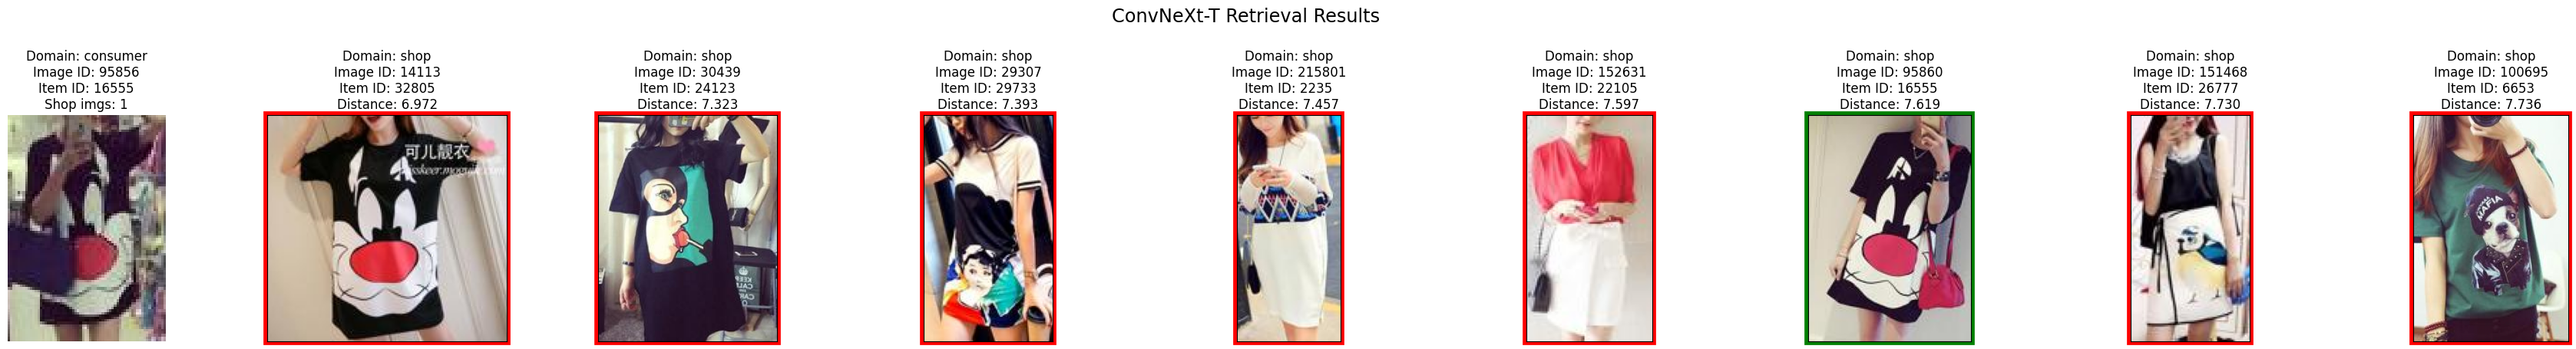 ConvNeXt-T Retrieval Results
Domain: consumer
Image ID: 95856
Item ID: 16555
Shop imgs: 1
Domain: shop
Image ID: 14113
Item ID: 32805
Distance: 6.972
Domain: shop
Image ID: 30439
Item ID: 24123
Distance: 7.323
Domain: shop
Image ID: 29307
Item ID: 29733
Distance: 7.393
Domain: shop
Image ID: 215801
Item ID: 2235
Distance: 7.457
Domain: shop
Image ID: 152631
Item ID: 22105
Distance: 7.597
Domain: shop
Image ID: 95860
Item ID: 16555
Distance: 7.619
Domain: shop
Image ID: 151468
Item ID: 26777
Distance: 7.730
Domain: shop
Image ID: 100695
Item ID: 6653
Distance: 7.736
可儿靓衣
MAFIA